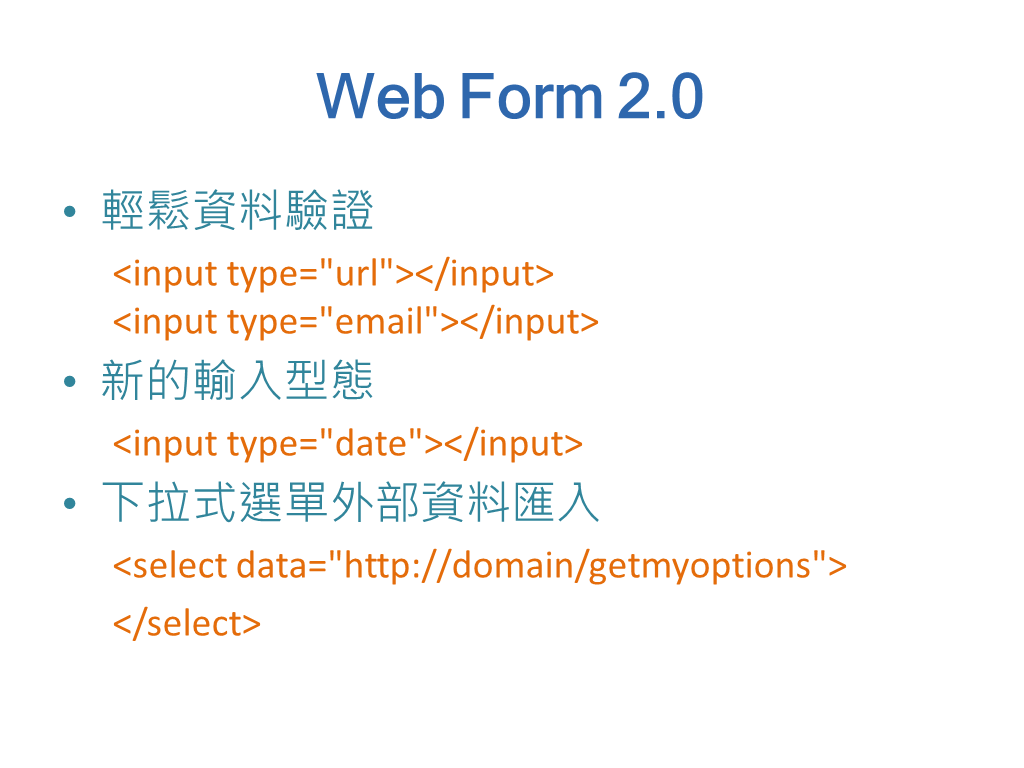 Web Form 2.0
• 輕鬆資料驗證
<input type="url"></input>
<input type="email"></input>
• 新的輸入型態
<input type="date"></input>
• 下拉式選單外部資料匯入
<select data="http://domain/getmyoptions">
</select>